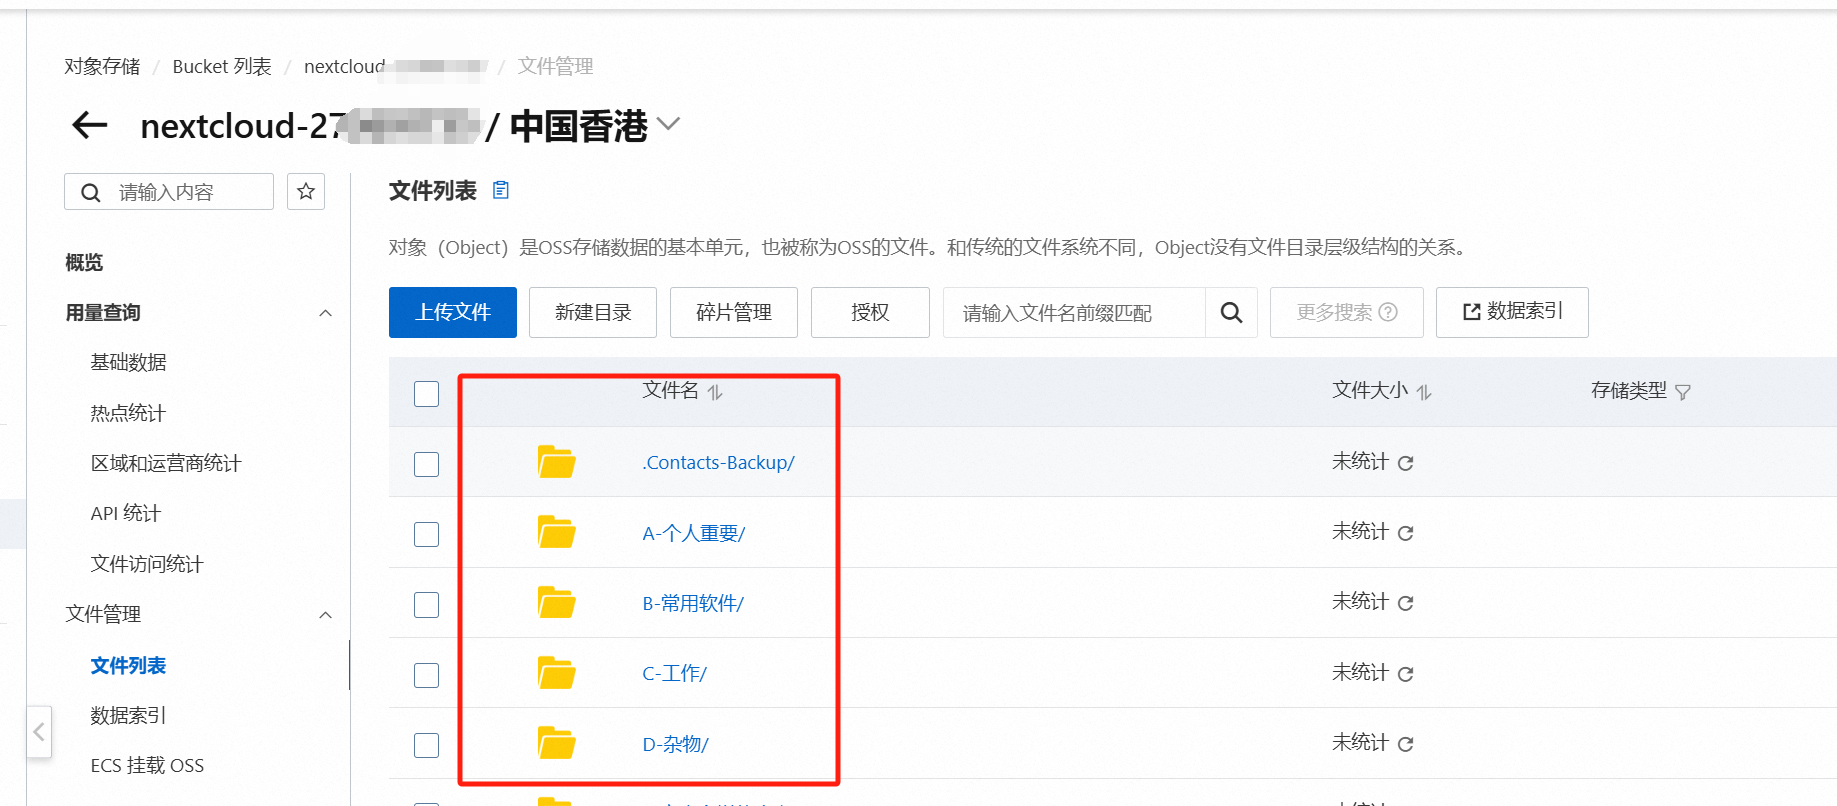 对象存储 / Bucket 列表 / nextcloud / 文件管理
nextcloud-27 / 中国香港
请输入内容
文件列表
对象（Object）是OSS存储数据的基本单元，也被称为OSS的文件。和传统的文件系统不同，Object没有文件目录层级结构的关系。
概览
用量查询
基础数据
热点统计
区域和运营商统计
API 统计
文件访问统计
文件管理
文件列表
数据索引
ECS 挂载 OSS
上传文件 新建目录 碎片管理 授权 请输入文件名前缀匹配 更多搜索 数据索引
文件名 文件大小 存储类型
.Contacts-Backup/ 未统计
A-个人重要/ 未统计
B-常用软件/ 未统计
C-工作/ 未统计
D-杂物/ 未统计